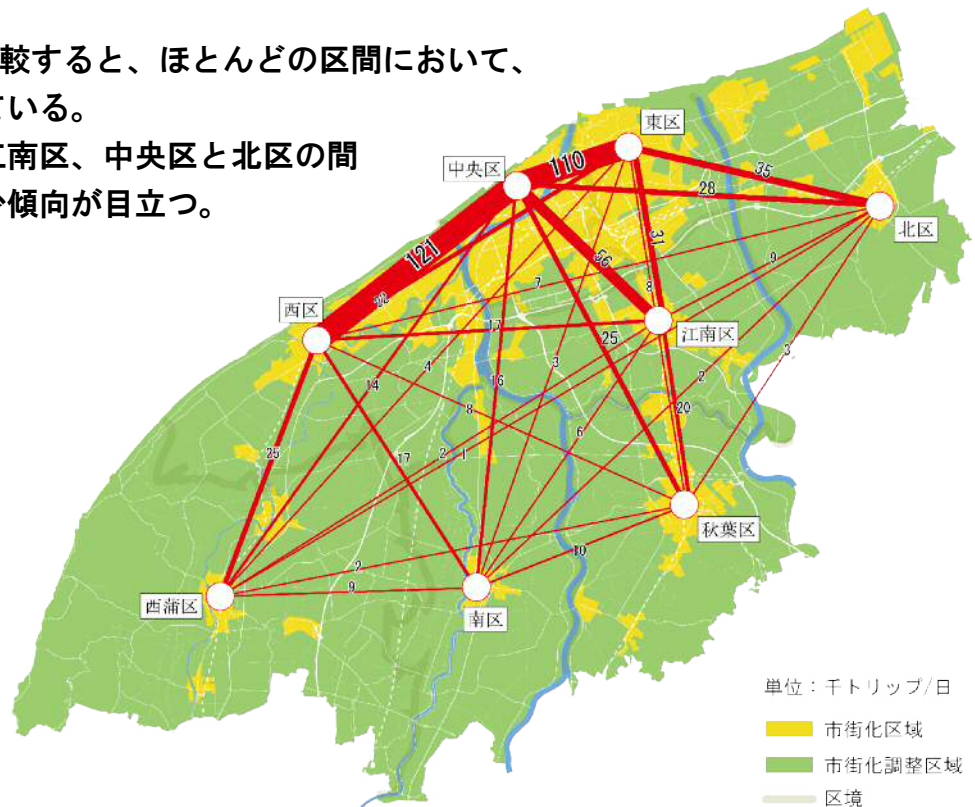 較すると、ほとんどの区間において、
ている。
江南区、中央区と北区の間
傾向が目立つ。
東区
中央区
110
35
28
北区
121
31
56
9
7
8
西区
江南区
17
25
3
4
3
2
14
16
8
20
6
25
17
2
1
秋葉区
10
2
9
西蒲区
南区
単位：千トリップ/日
市街化区域
市街化調整区域
区境